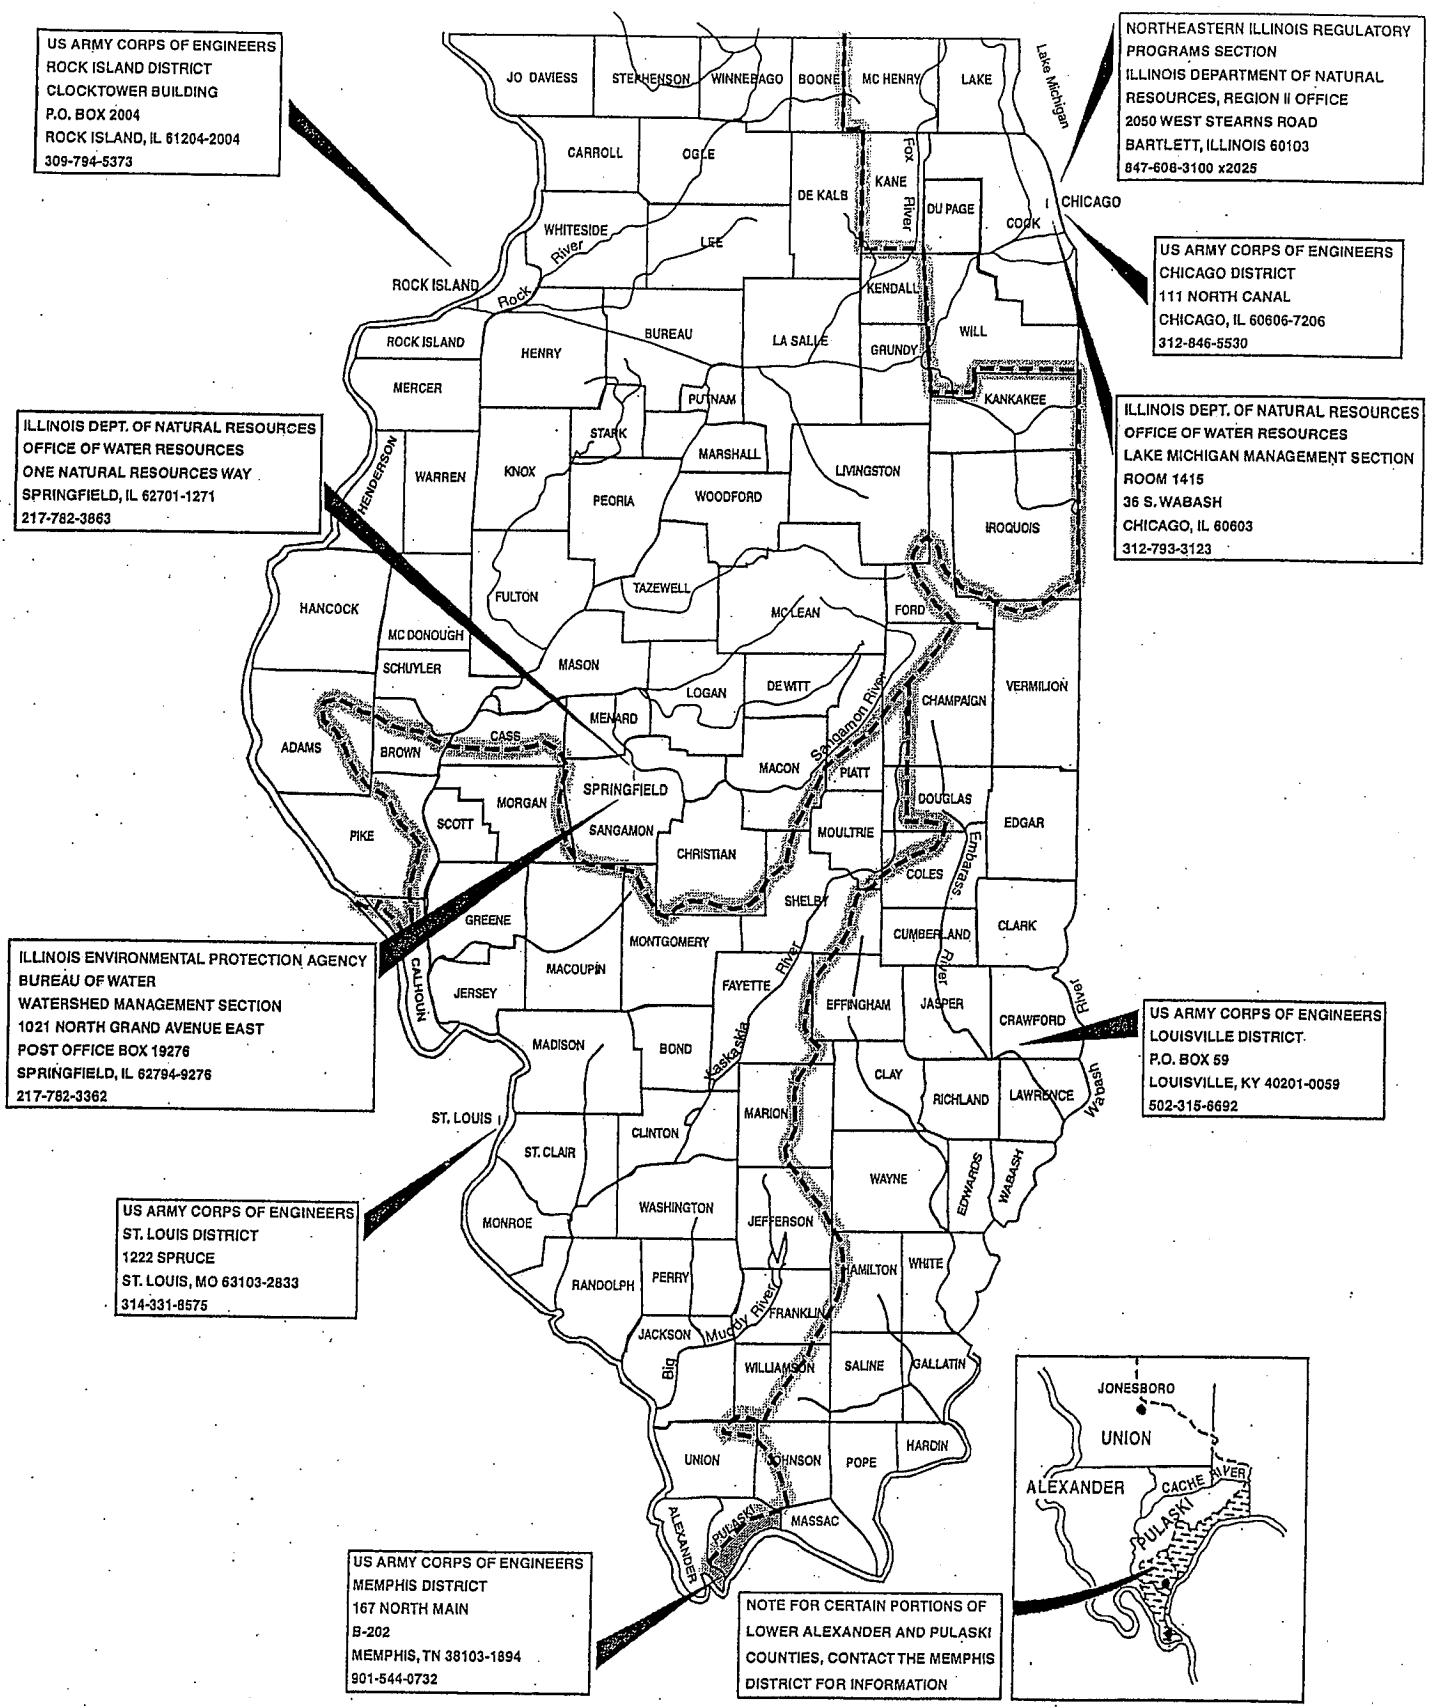 US ARMY CORPS OF ENGINEERS
ROCK ISLAND DISTRICT
CLOCKTOWER BUILDING
P.O. BOX 2004
ROCK ISLAND, IL 61204-2004
309-794-5373
NORTHEASTERN ILLINOIS REGULATORY
PROGRAMS SECTION
ILLINOIS DEPARTMENT OF NATURAL
RESOURCES, REGION II OFFICE
2050 WEST STEARNS ROAD
BARTLETT, ILLINOIS 60103
847-608-3100 x2025
US ARMY CORPS OF ENGINEERS
CHICAGO DISTRICT
111 NORTH CANAL
CHICAGO, IL 60606-7206
312-846-5530
ILLINOIS DEPT. OF NATURAL RESOURCES
OFFICE OF WATER RESOURCES
LAKE MICHIGAN MANAGEMENT SECTION
ROOM 1415
36 S. WABASH
CHICAGO, IL 60603
312-793-3123
ILLINOIS DEPT. OF NATURAL RESOURCES
OFFICE OF WATER RESOURCES
ONE NATURAL RESOURCES WAY
SPRINGFIELD, IL 62701-1271
217-782-3863
ILLINOIS ENVIRONMENTAL PROTECTION AGENCY
BUREAU OF WATER
WATERSHED MANAGEMENT SECTION
1021 NORTH GRAND AVENUE EAST
POST OFFICE BOX 19276
SPRINGFIELD, IL 62794-9276
217-782-3362
US ARMY CORPS OF ENGINEERS
LOUISVILLE DISTRICT
P.O. BOX 59
LOUISVILLE, KY 40201-0059
502-315-6692
US ARMY CORPS OF ENGINEERS
ST. LOUIS DISTRICT
1222 SPRUCE
ST. LOUIS, MO 63103-2833
314-331-8575
US ARMY CORPS OF ENGINEERS
MEMPHIS DISTRICT
167 NORTH MAIN
B-202
MEMPHIS, TN 38103-1894
901-544-0732
NOTE FOR CERTAIN PORTIONS OF
LOWER ALEXANDER AND PULASKI
COUNTIES, CONTACT THE MEMPHIS
DISTRICT FOR INFORMATION
JO DAVIESS
STEPHENSON
WINNEBAGO
BOONE
MC HENRY
LAKE
Lake Michigan
CARROLL
OGLE
DE KALB
KANE
Fox
River
DU PAGE
COOK
CHICAGO
WHITESIDE
River
Rock
LEE
ROCK ISLAND
ROCK ISLAND
KENDALL
WILL
BUREAU
LA SALLE
GRUNDY
HENRY
MERCER
PUTNAM
KANKAKEE
STARK
MARSHALL
LIVINGSTON
HENDERSON
WARREN
KNOX
PEORIA
WOODFORD
IROQUOIS
HANCOCK
MC DONOUGH
FULTON
TAZEWELL
MC LEAN
FORD
SCHUYLER
MASON
LOGAN
DE WITT
CHAMPAIGN
VERMILION
ADAMS
BROWN
CASS
MENARD
MACON
Sangamon River
PIATT
SPRINGFIELD
DOUGLAS
EDGAR
PIKE
SCOTT
MORGAN
SANGAMON
CHRISTIAN
MOULTRIE
Embarass
River
COLES
GREENE
MACOUPIN
MONTGOMERY
SHELBY
CUMBERLAND
CLARK
CALHOUN
JERSEY
FAYETTE
Kaskaskia
River
EFFINGHAM
JASPER
CRAWFORD
River
Wabash
MADISON
BOND
CLAY
RICHLAND
LAWRENCE
ST. LOUIS
MARION
ST. CLAIR
CLINTON
WAYNE
EDWARDS
WABASH
MONROE
WASHINGTON
JEFFERSON
RANDOLPH
PERRY
HAMILTON
WHITE
FRANKLIN
JACKSON
Big
Muddy River
WILLIAMSON
SALINE
GALLATIN
UNION
JOHNSON
POPE
HARDIN
ALEXANDER
PULASKI
MASSAC
JONESBORO
UNION
ALEXANDER
CACHE RIVER
PULASKI